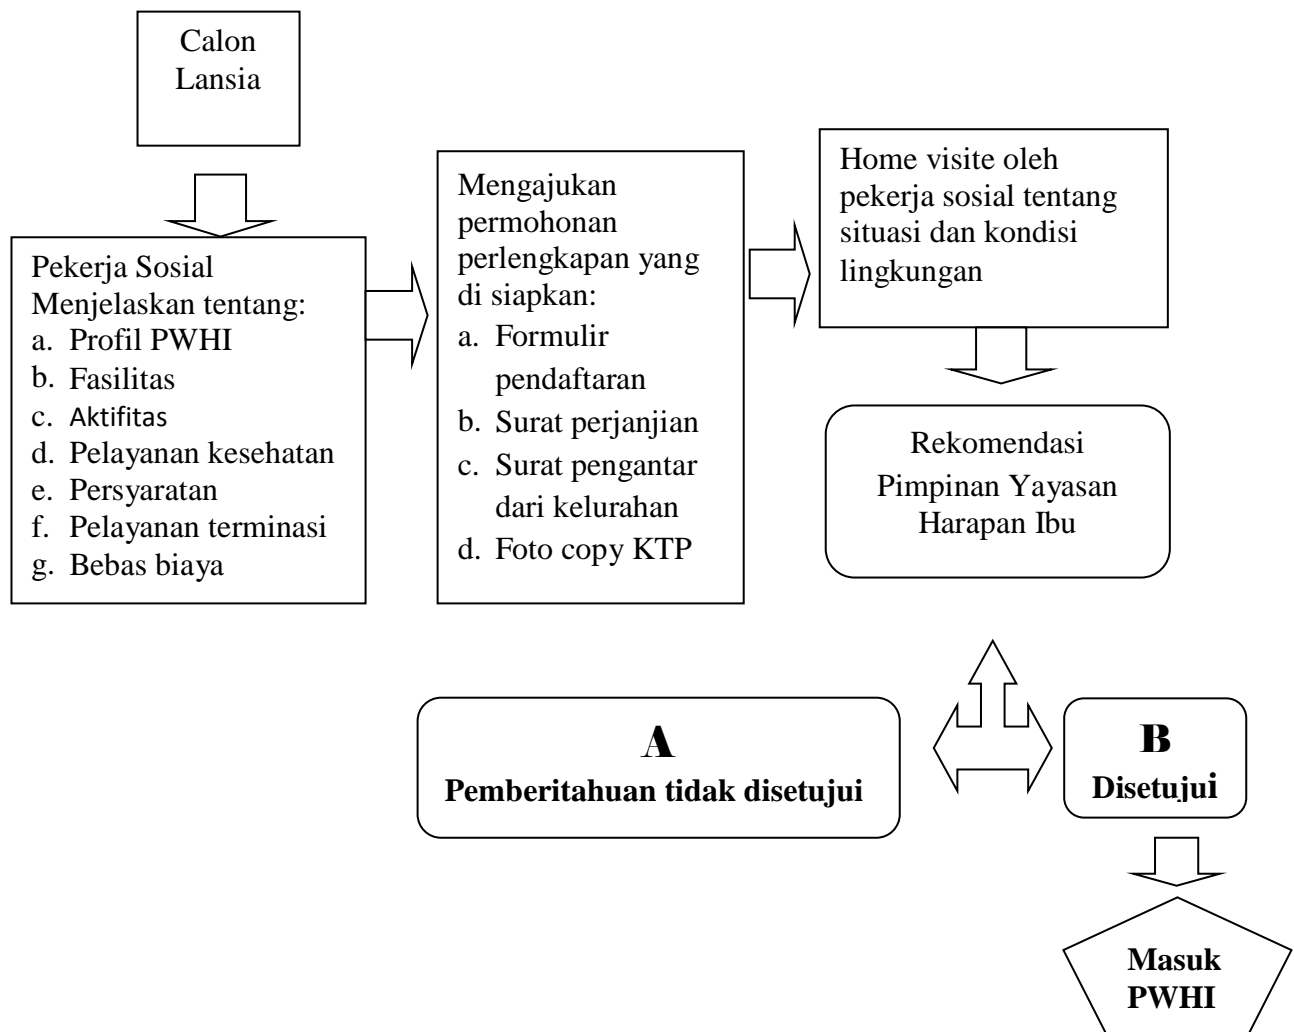 Calon
Lansia
Pekerja Sosial
Menjelaskan tentang:
a. Profil PWHI
b. Fasilitas
c. Aktifitas
d. Pelayanan kesehatan
e. Persyaratan
f. Pelayanan terminasi
g. Bebas biaya
Mengajukan
permohonan
perlengkapan yang
di siapkan:
a. Formulir
pendaftaran
b. Surat perjanjian
c. Surat pengantar
dari kelurahan
d. Foto copy KTP
Home visite oleh
pekerja sosial tentang
situasi dan kondisi
lingkungan
Rekomendasi
Pimpinan Yayasan
Harapan Ibu
A
Pemberitahuan tidak disetujui
B
Disetujui
Masuk
PWHI